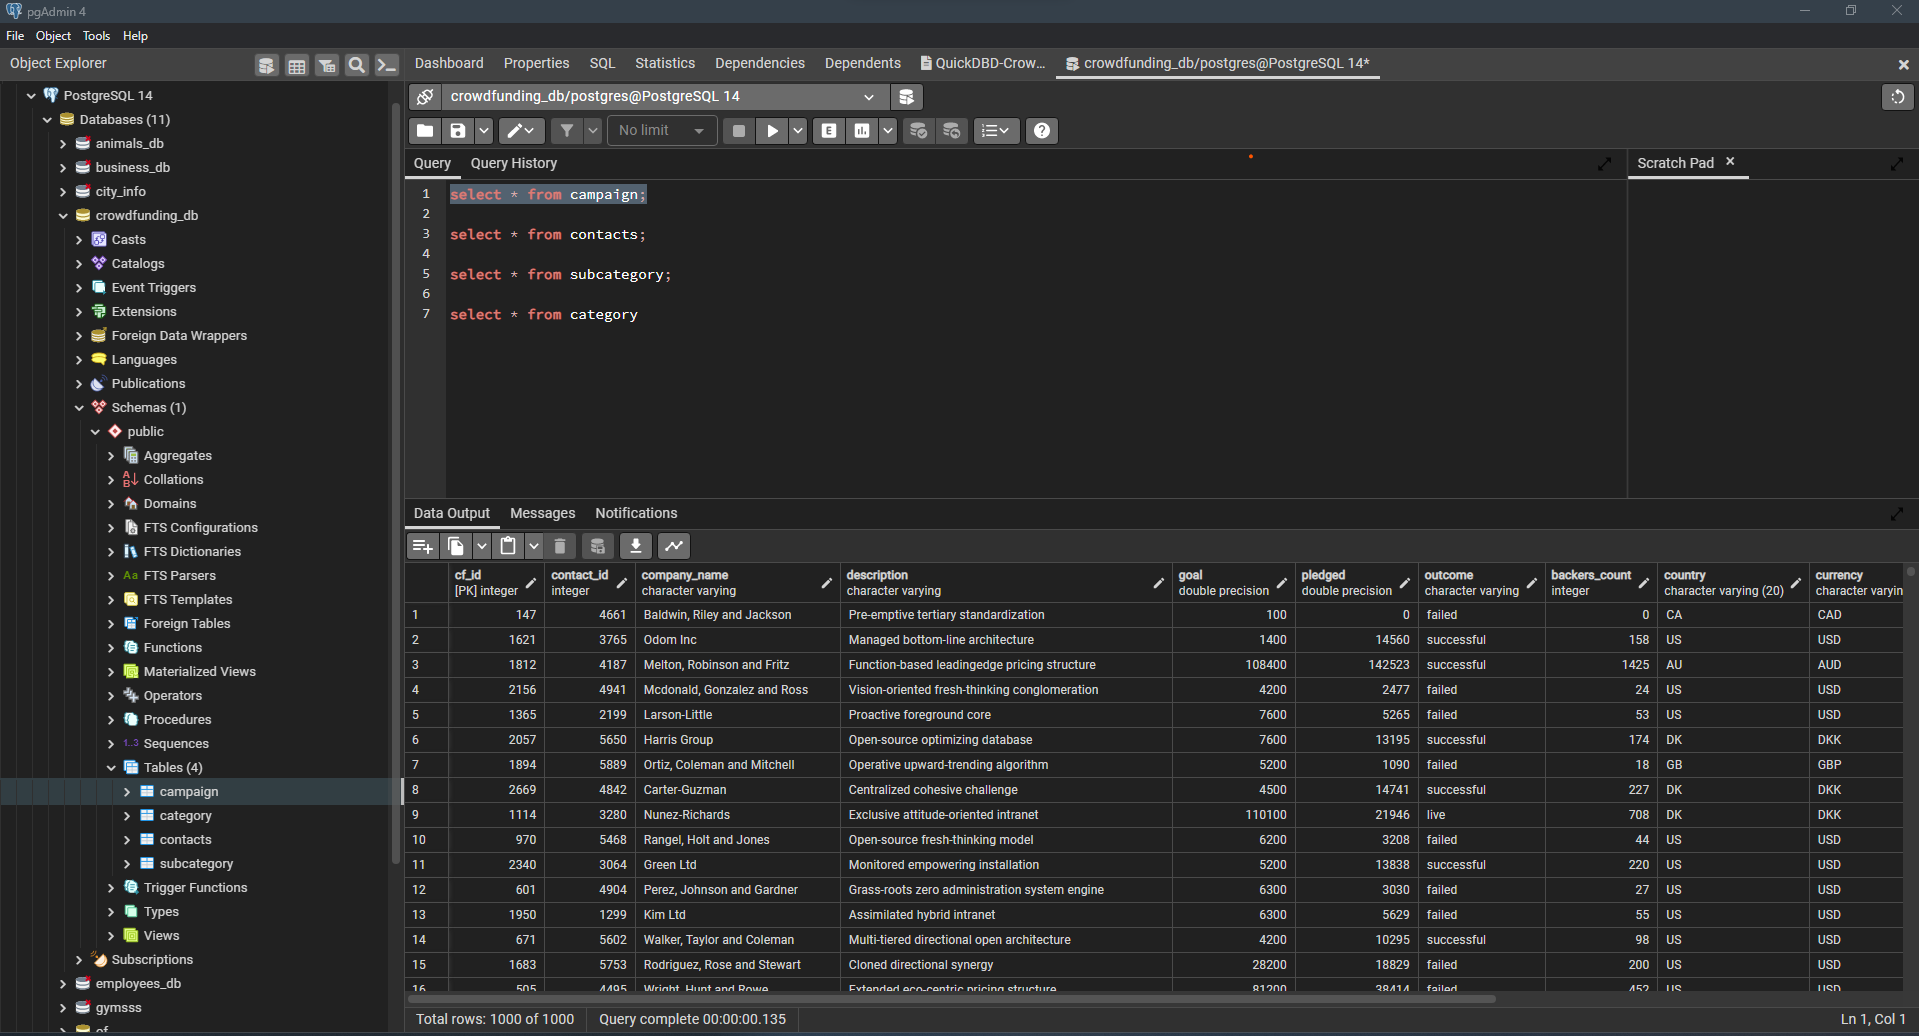 pgAdmin 4
File Object Tools Help
Object Explorer
Dashboard Properties SQL Statistics Dependencies Dependents QuickDBD-Crow... crowdfunding_db/postgres@PostgreSQL 14*
PostgreSQL 14
Databases (11)
animals_db
business_db
city_info
crowdfunding_db
Casts
Catalogs
Event Triggers
Extensions
Foreign Data Wrappers
Languages
Publications
Schemas (1)
public
Aggregates
Collations
Domains
FTS Configurations
FTS Dictionaries
Aa FTS Parsers
FTS Templates
Foreign Tables
Functions
Materialized Views
Operators
Procedures
1..3 Sequences
Tables (4)
campaign
category
contacts
subcategory
Trigger Functions
Types
Views
Subscriptions
employees_db
gymsss
crowdfunding_db/postgres@PostgreSQL 14
No limit
E
Query Query History
Scratch Pad
1 select * from campaign;
2
3 select * from contacts;
4
5 select * from subcategory;
6
7 select * from category
Data Output Messages Notifications
cf_id contact_id company_name description goal pledged outcome backers_count country currency
[PK] integer integer character varying character varying double precision double precision character varying integer character varying (20) character varyin
1 147 4661 Baldwin, Riley and Jackson Pre-emptive tertiary standardization 100 0 failed 0 CA CAD
2 1621 3765 Odom Inc Managed bottom-line architecture 1400 14560 successful 158 US USD
3 1812 4187 Melton, Robinson and Fritz Function-based leadingedge pricing structure 108400 142523 successful 1425 AU AUD
4 2156 4941 Mcdonald, Gonzalez and Ross Vision-oriented fresh-thinking conglomeration 4200 2477 failed 24 US USD
5 1365 2199 Larson-Little Proactive foreground core 7600 5265 failed 53 US USD
6 2057 5650 Harris Group Open-source optimizing database 7600 13195 successful 174 DK DKK
7 1894 5889 Ortiz, Coleman and Mitchell Operative upward-trending algorithm 5200 1090 failed 18 GB GBP
8 2669 4842 Carter-Guzman Centralized cohesive challenge 4500 14741 successful 227 DK DKK
9 1114 3280 Nunez-Richards Exclusive attitude-oriented intranet 110100 21946 live 708 DK DKK
10 970 5468 Rangel, Holt and Jones Open-source fresh-thinking model 6200 3208 failed 44 US USD
11 2340 3064 Green Ltd Monitored empowering installation 5200 13838 successful 220 US USD
12 601 4904 Perez, Johnson and Gardner Grass-roots zero administration system engine 6300 3030 failed 27 US USD
13 1950 1299 Kim Ltd Assimilated hybrid intranet 6300 5629 failed 55 US USD
14 671 5602 Walker, Taylor and Coleman Multi-tiered directional open architecture 4200 10295 successful 98 US USD
15 1683 5753 Rodriguez, Rose and Stewart Cloned directional synergy 28200 18829 failed 200 US USD
16 505 4495 Wright, Hunt and Rowe Extended eco-centric pricing structure 81200 38414 failed 452 US USD
Total rows: 1000 of 1000 Query complete 00:00:00.135 Ln 1, Col 1